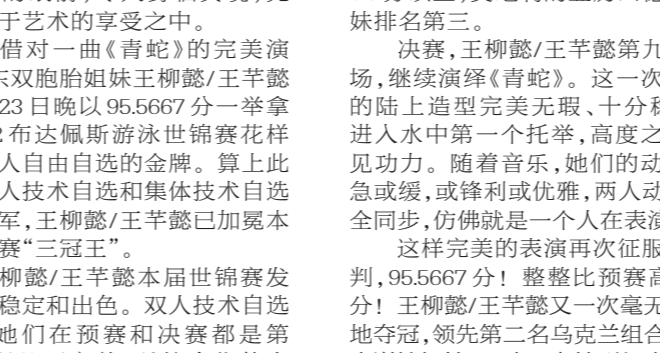 于艺术的享受之中。
借对一曲《青蛇》的完美演
东双胞胎姐妹王柳懿/王芊懿
23日晚以95.5667分一举拿
布达佩斯游泳世锦赛花样
人自由自选的金牌。算上此
人技术自选和集体技术自选
军,王柳懿/王芊懿已加冕本
赛“三冠王”。
柳懿/王芊懿本届世锦赛发
稳定和出色。双人技术自选
她们在预赛和决赛都是第
妹排名第三。
决赛,王柳懿/王芊懿第九
场,继续演绎《青蛇》。这一次
的陆上造型完美无瑕、十分
进入水中第一个托举,高度之
见功力。随着音乐,她们的动
急或缓,或锋利或优雅,两人动
全同步,仿佛就是一个人在表演
这样完美的表演再次征服
判,95.5667分！整整比预赛高
分！王柳懿/王芊懿又一次毫无
地夺冠,领先第二名乌克兰组合